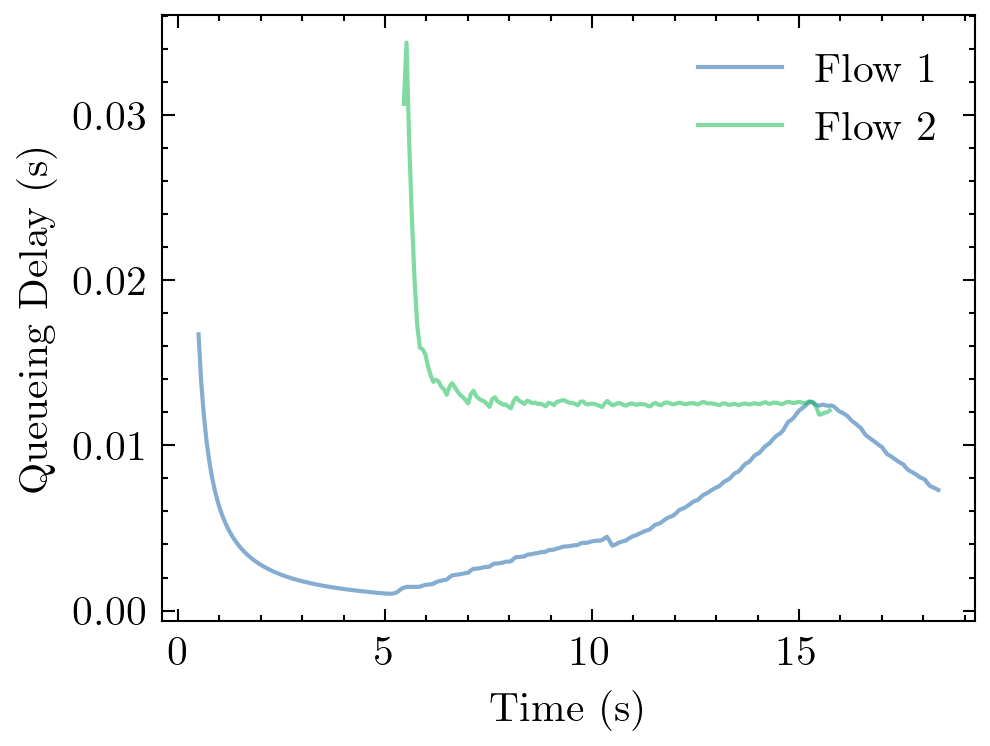 Queueing Delay (s)
0.03
0.02
0.01
0.00
Flow 1
Flow 2
0 5 10 15
Time (s)